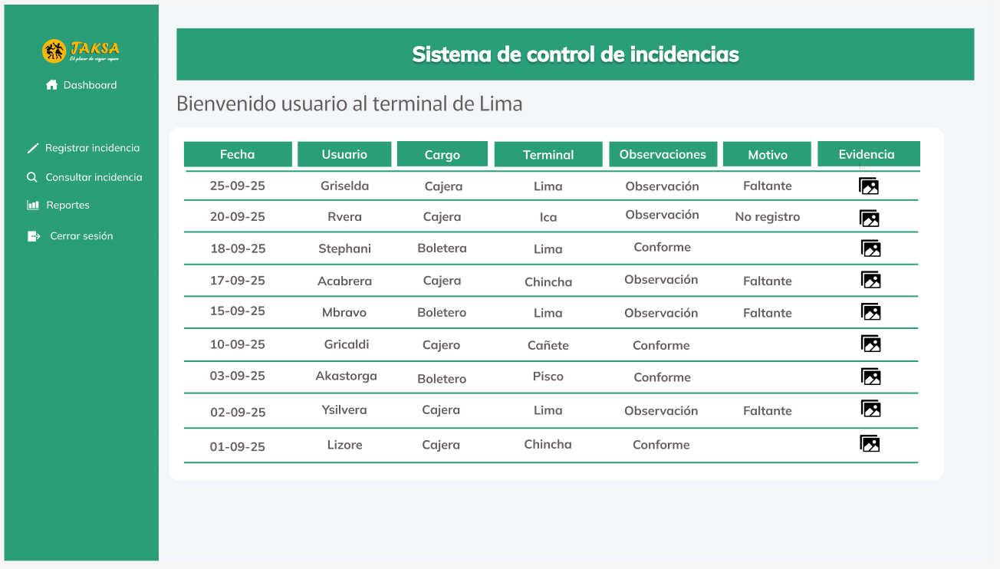 JAKSA
El placer de viajar seguro
Dashboard
Registrar incidencia
Consultar incidencia
Reportes
Cerrar sesión
Sistema de control de incidencias
Bienvenido usuario al terminal de Lima
Fecha Usuario Cargo Terminal Observaciones Motivo Evidencia
25-09-25 Griselda Cajera Lima Observación Faltante
20-09-25 Rvera Cajera Ica Observación No registro
18-09-25 Stephani Boletera Lima Conforme
17-09-25 Acabrera Cajera Chincha Observación Faltante
15-09-25 Mbravo Boletero Lima Observación Faltante
10-09-25 Gricaldi Cajero Cañete Conforme
03-09-25 Akastorga Boletero Pisco Conforme
02-09-25 Ysilvera Cajera Lima Observación Faltante
01-09-25 Lizore Cajera Chincha Conforme